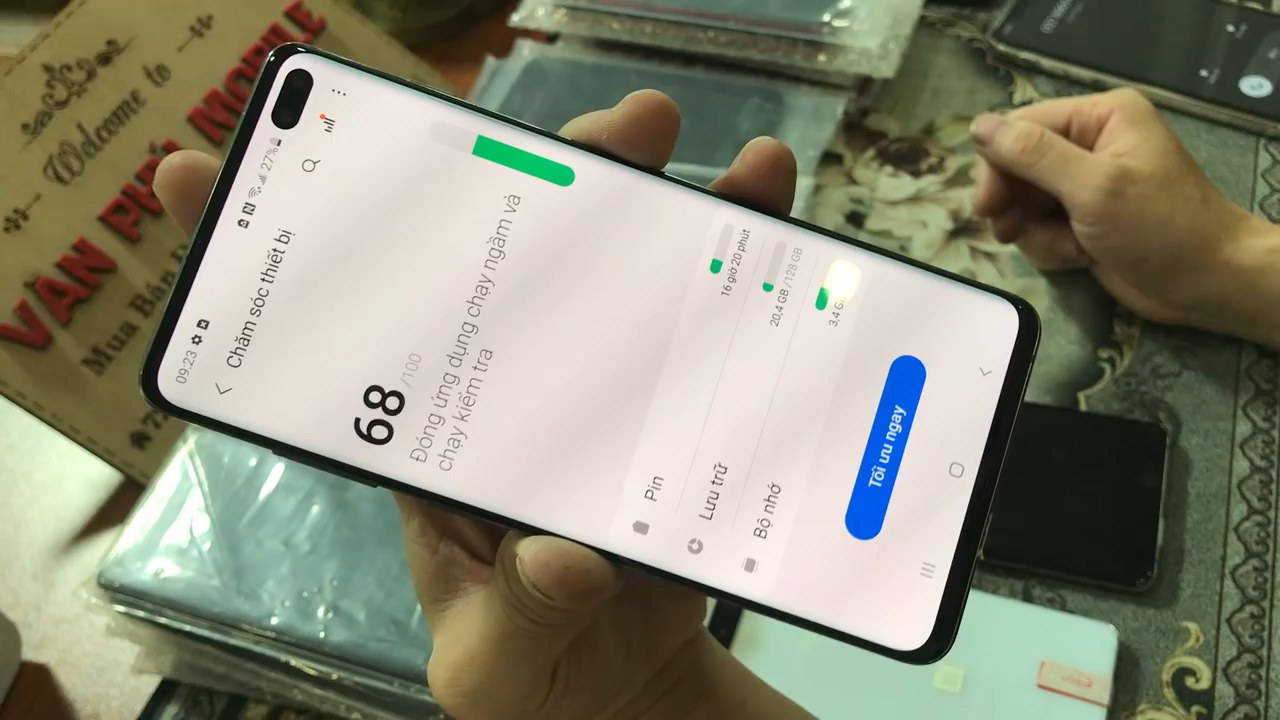 Welcome to
VĂN PHÚ MOBILE
Mua Bán
09:23
27%
Chăm sóc thiết bị
68 /100
Đóng ứng dụng chạy ngầm và
chạy kiểm tra
Pin
16 giờ 20 phút
Lưu trữ
20,4 GB /128 GB
Bộ nhớ
3,4
Tối ưu ngay